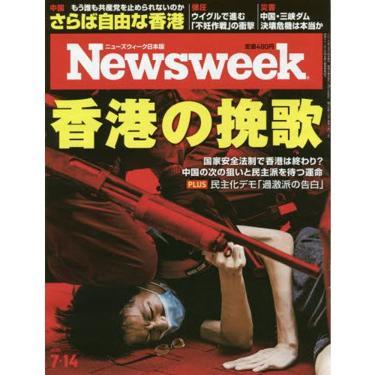 中国 もう誰も共産党を止められないのか
さらば自由な香港
弾圧
ウイグルで進む
「不妊作戦」の衝撃
災害
中国・三峡ダム
決壊危機は本当か
ニューズウィーク日本版
定価480円
Newsweek
香港の挽歌
国家安全法制で香港は終わり?
中国の次の狙いと民主派を待つ運命
PLUS 民主化デモ「過激派の告白」
7・14